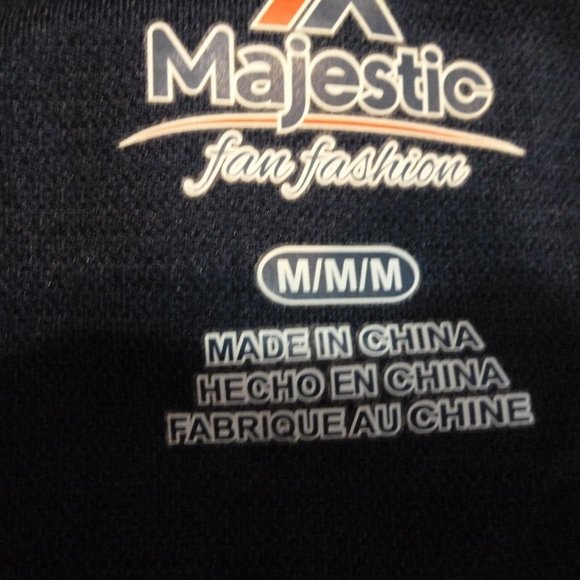 Majestic
fan fashion
M/M/M
MADE IN CHINA
HECHO EN CHINA
FABRIQUE AU CHINE